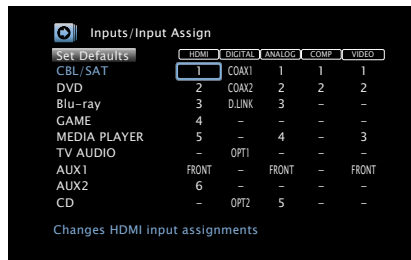 Inputs/Input Assign
Set Defaults HDMI DIGITAL ANALOG COMP VIDEO
CBL/SAT 1 COAX1 1 1 1
DVD 2 COAX2 2 2 2
Blu-ray 3 D.LINK 3 – –
GAME 4 – – – –
MEDIA PLAYER 5 – 4 – 3
TV AUDIO – OPT1 – – –
AUX1 FRONT – FRONT – FRONT
AUX2 6 – – – –
CD – OPT2 5 – –
Changes HDMI input assignments